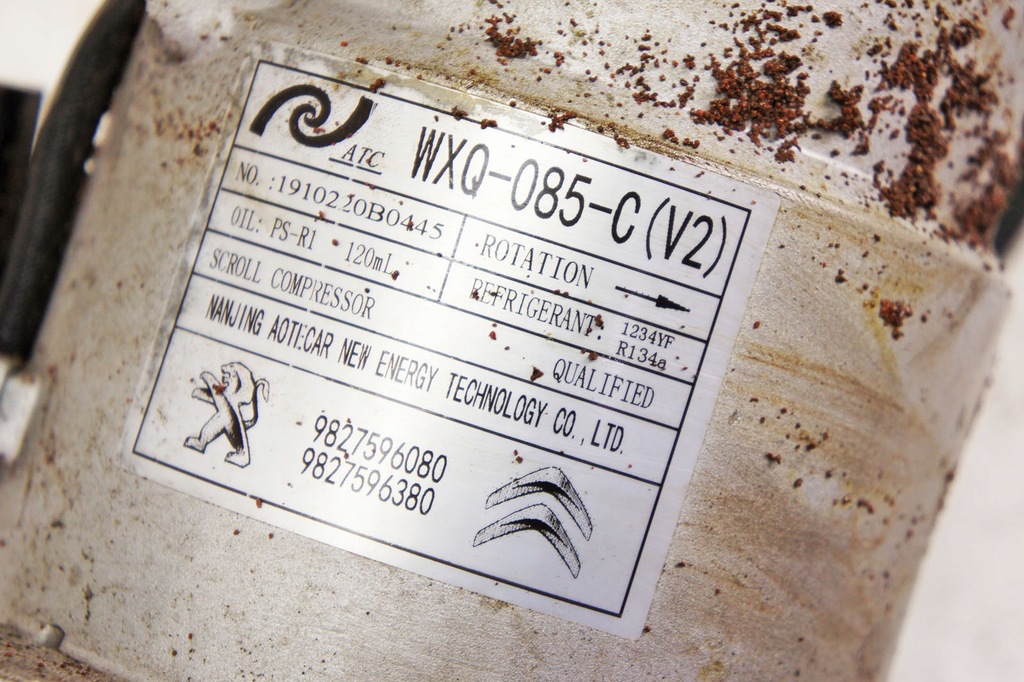 ATC
WXQ-085-C(V2)
NO.:1910220B0445
ROTATION
OIL: PS-R1 120mL
REFRIGERANT: 1234YF
R134a
SCROLL COMPRESSOR
QUALIFIED
NANJING AOTECAR NEW ENERGY TECHNOLOGY CO.,LTD.
9827596080
9827596380